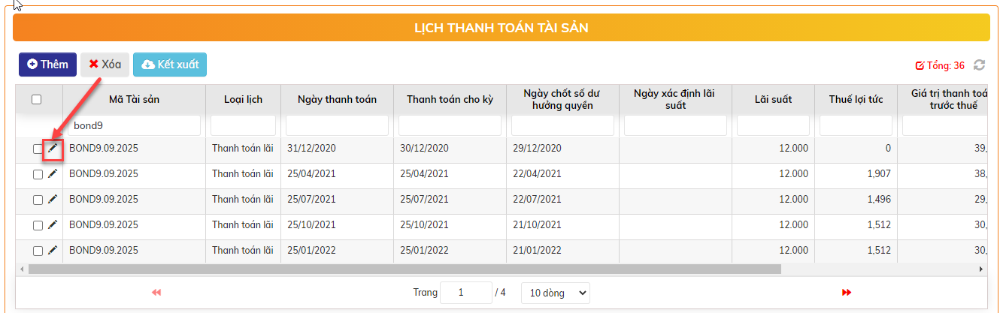 LỊCH THANH TOÁN TÀI SẢN
Thêm Xóa Kết xuất Tổng: 36
Mã Tài sản Loại lịch Ngày thanh toán Thanh toán cho kỳ Ngày chốt số dư hưởng quyền Ngày xác định lãi suất Lãi suất Thuế lợi tức Giá trị thanh toá trước thuế
bond9
BOND9.09.2025 Thanh toán lãi 31/12/2020 30/12/2020 29/12/2020 12.000 0 39,
BOND9.09.2025 Thanh toán lãi 25/04/2021 25/04/2021 22/04/2021 12.000 1,907 38,
BOND9.09.2025 Thanh toán lãi 25/07/2021 25/07/2021 22/07/2021 12.000 1,496 29,
BOND9.09.2025 Thanh toán lãi 25/10/2021 25/10/2021 21/10/2021 12.000 1,512 30,
BOND9.09.2025 Thanh toán lãi 25/01/2022 25/01/2022 21/01/2022 12.000 1,512 30,
Trang 1 / 4 10 dòng